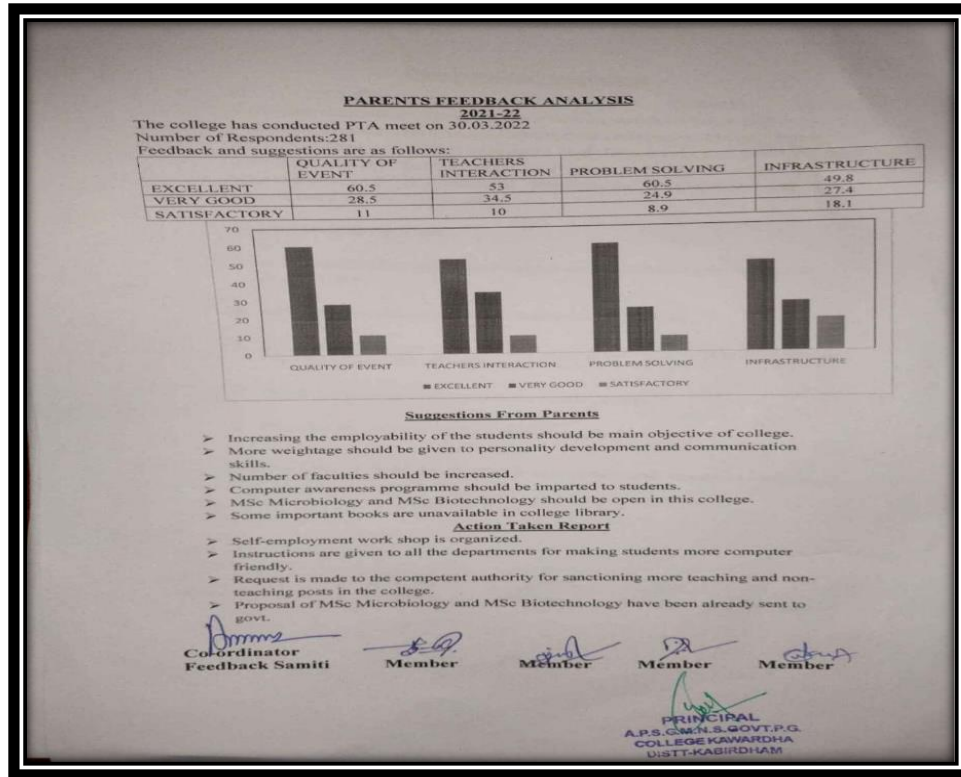 PARENTS FEEDBACK ANALYSIS
2021-22
The college has conducted PTA meet on 30.03.2022
Number of Respondents:281
Feedback and suggestions are as follows:
QUALITY OF EVENT TEACHERS INTERACTION PROBLEM SOLVING INFRASTRUCTURE
EXCELLENT 60.5 53 60.5 49.8
VERY GOOD 28.5 34.5 24.9 27.4
SATISFACTORY 11 10 8.9 18.1
70
60
50
40
30
20
10
0
QUALITY OF EVENT TEACHERS INTERACTION PROBLEM SOLVING INFRASTRUCTURE
EXCELLENT VERY GOOD SATISFACTORY
Suggestions From Parents
➢ Increasing the employability of the students should be main objective of college.
➢ More weightage should be given to personality development and communication
skills.
➢ Number of faculties should be increased.
➢ Computer awareness programme should be imparted to students.
➢ MSc Microbiology and MSc Biotechnology should be open in this college.
➢ Some important books are unavailable in college library.
Action Taken Report
➢ Self-employment work shop is organized.
➢ Instructions are given to all the departments for making students more computer
friendly.
➢ Request is made to the competent authority for sanctioning more teaching and non-
teaching posts in the college.
➢ Proposal of MSc Microbiology and MSc Biotechnology have been already sent to
govt.
Coordinator
Feedback Samiti Member Member Member Member
PRINCIPAL
A.P.S.G.M.N.S.GOVT.P.G.
COLLEGE KAWARDHA
DISTT-KABIRDHAM